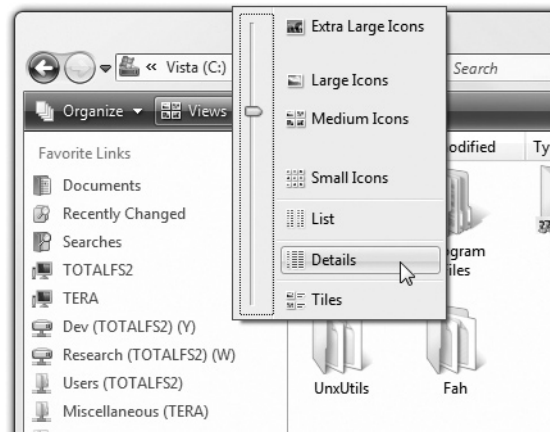 Extra Large Icons
« Vista (C:)
Search
Large Icons
Organize
Views
Medium Icons
odified
Ty
Favorite Links
Small Icons
Documents
Recently Changed
List
Searches
gram
iles
Details
TOTALFS2
TERA
Tiles
Dev (TOTALFS2) (Y)
Research (TOTALFS2) (W)
Users (TOTALFS2)
UnxUtils
Fah
Miscellaneous (TERA)